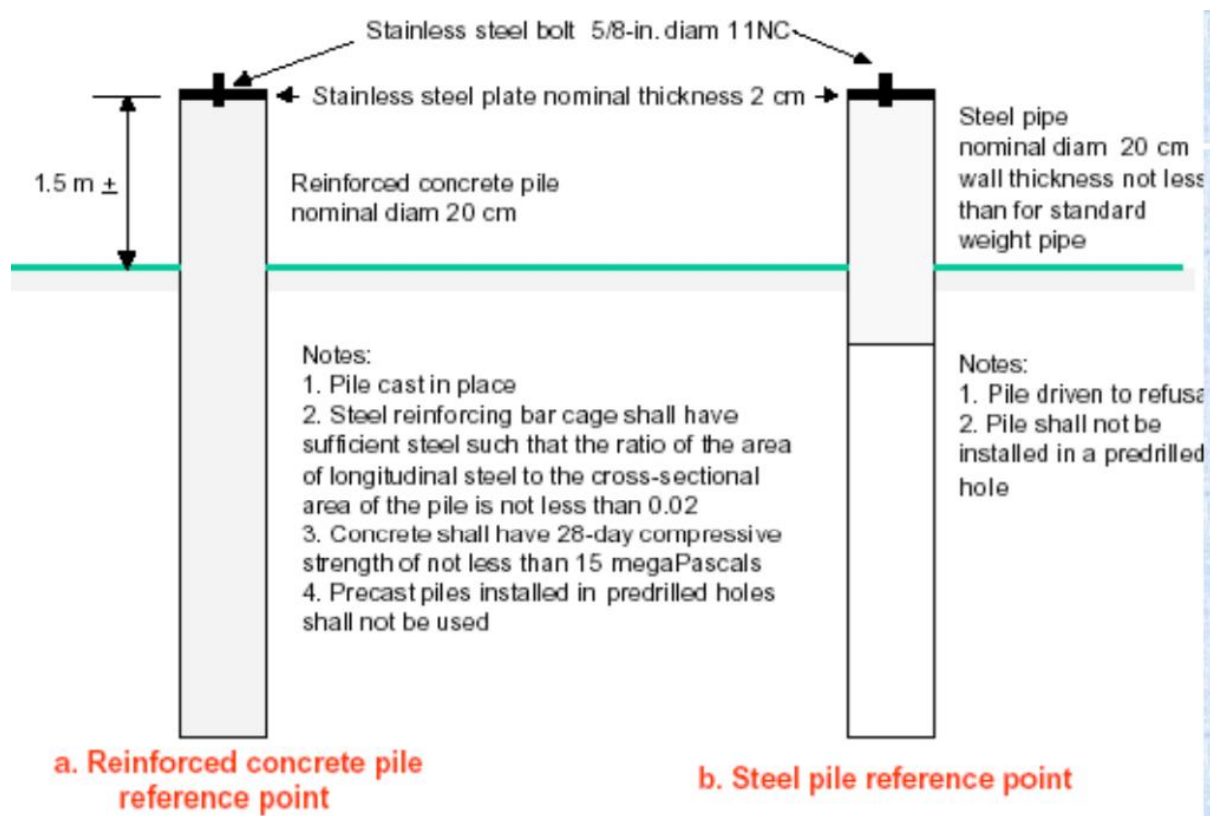 Stainless steel bolt 5/8-in. diam 11NC
Stainless steel plate nominal thickness 2 cm
1.5 m ±
Reinforced concrete pile
nominal diam 20 cm
Steel pipe
nominal diam 20 cm
wall thickness not less
than for standard
weight pipe
Notes:
1. Pile cast in place
2. Steel reinforcing bar cage shall have
sufficient steel such that the ratio of the area
of longitudinal steel to the cross-sectional
area of the pile is not less than 0.02
3. Concrete shall have 28-day compressive
strength of not less than 15 megaPascals
4. Precast piles installed in predrilled holes
shall not be used
Notes:
1. Pile driven to refusa
2. Pile shall not be
installed in a predrilled
hole
a. Reinforced concrete pile
reference point
b. Steel pile reference point